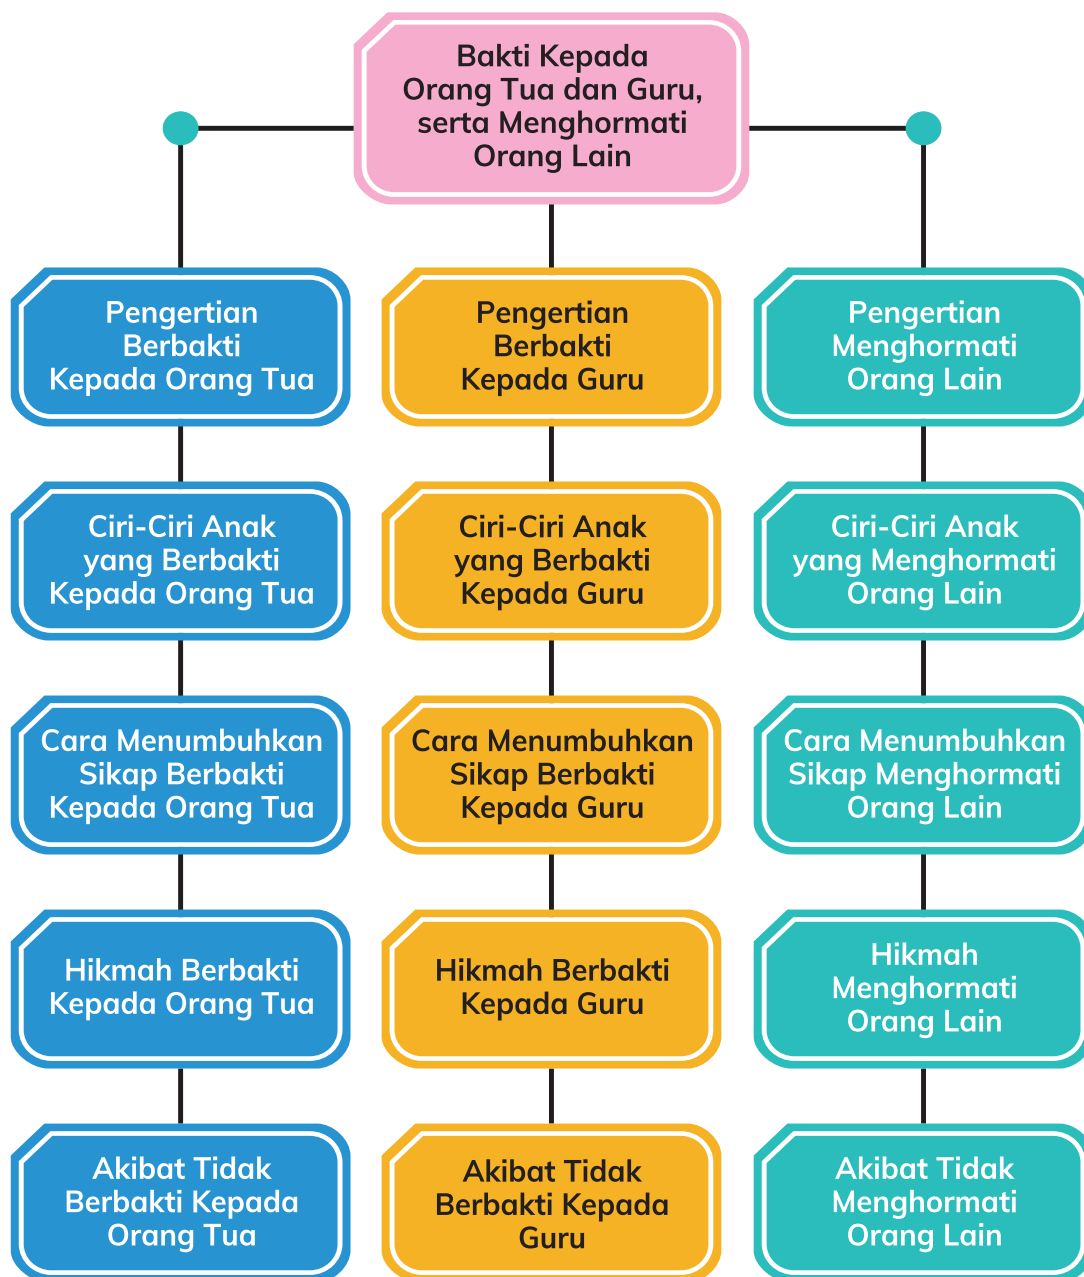 Bakti Kepada
Orang Tua dan Guru,
serta Menghormati
Orang Lain
Pengertian
Berbakti
Kepada Orang Tua
Pengertian
Berbakti
Kepada Guru
Pengertian
Menghormati
Orang Lain
Ciri-Ciri Anak
yang Berbakti
Kepada Orang Tua
Ciri-Ciri Anak
yang Berbakti
Kepada Guru
Ciri-Ciri Anak
yang Menghormati
Orang Lain
Cara Menumbuhkan
Sikap Berbakti
Kepada Orang Tua
Cara Menumbuhkan
Sikap Berbakti
Kepada Guru
Cara Menumbuhkan
Sikap Menghormati
Orang Lain
Hikmah Berbakti
Kepada Orang Tua
Hikmah Berbakti
Kepada Guru
Hikmah
Menghormati
Orang Lain
Akibat Tidak
Berbakti Kepada
Orang Tua
Akibat Tidak
Berbakti Kepada
Guru
Akibat Tidak
Menghormati
Orang Lain